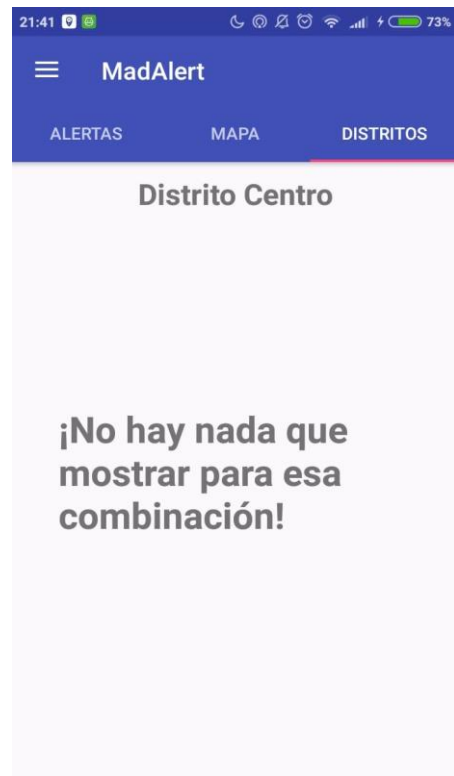 21:41 73%
MadAlert
ALERTAS MAPA DISTRITOS
Distrito Centro
¡No hay nada que
mostrar para esa
combinación!